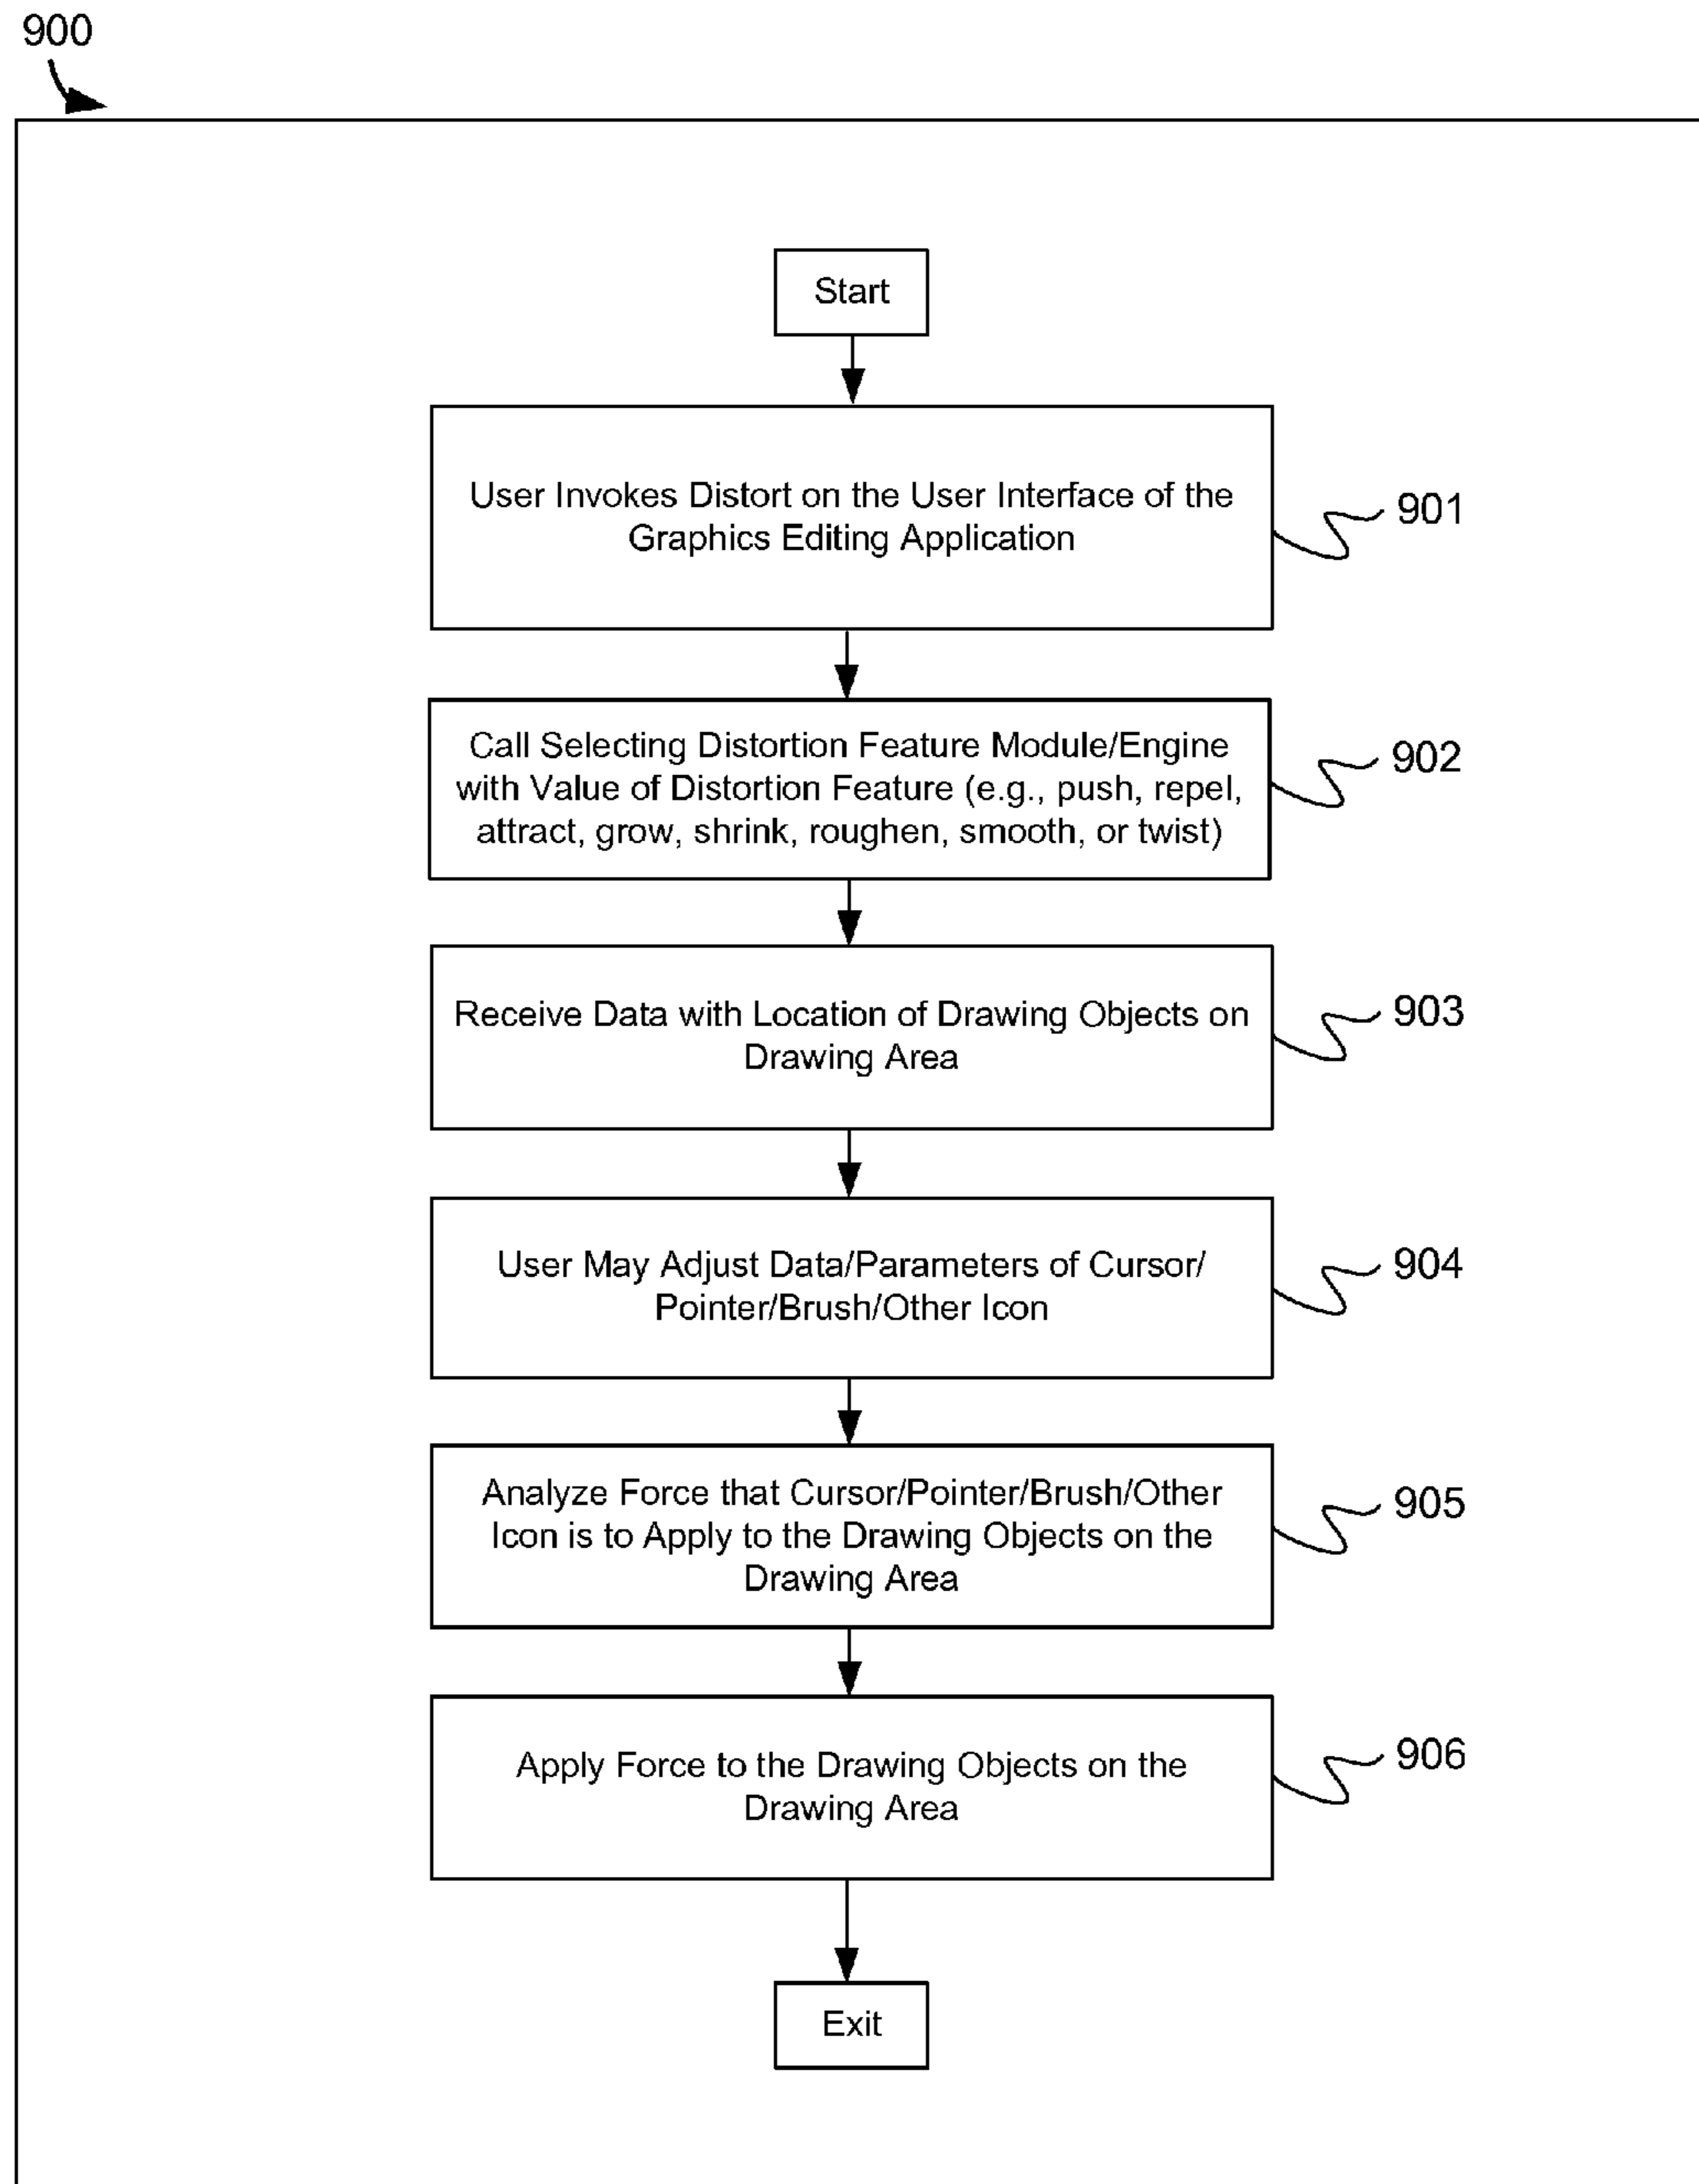 900
Start
User Invokes Distort on the User Interface of the
Graphics Editing Application
901
Call Selecting Distortion Feature Module/Engine
with Value of Distortion Feature (e.g., push, repel,
attract, grow, shrink, roughen, smooth, or twist)
902
Receive Data with Location of Drawing Objects on
Drawing Area
903
User May Adjust Data/Parameters of Cursor/
Pointer/Brush/Other Icon
904
Analyze Force that Cursor/Pointer/Brush/Other
Icon is to Apply to the Drawing Objects on the
Drawing Area
905
Apply Force to the Drawing Objects on the
Drawing Area
906
Exit